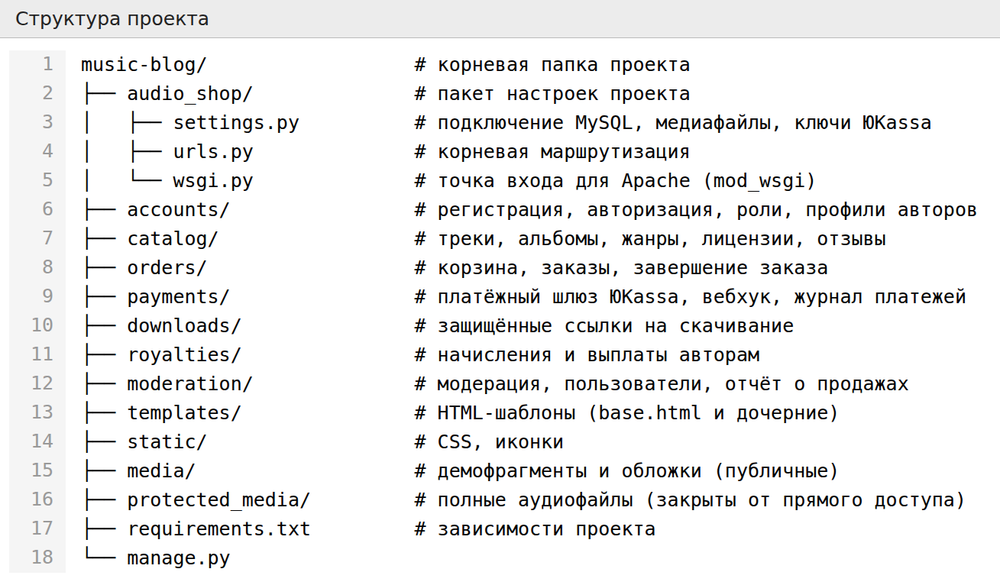 Структура проекта
1 music-blog/                  # корневая папка проекта
2 ├── audio_shop/              # пакет настроек проекта
3 │   ├── settings.py          # подключение MySQL, медиафайлы, ключи ЮKassa
4 │   ├── urls.py              # корневая маршрутизация
5 │   └── wsgi.py              # точка входа для Apache (mod_wsgi)
6 ├── accounts/                # регистрация, авторизация, роли, профили авторов
7 ├── catalog/                 # треки, альбомы, жанры, лицензии, отзывы
8 ├── orders/                  # корзина, заказы, завершение заказа
9 ├── payments/                # платёжный шлюз ЮKassa, вебхук, журнал платежей
10 ├── downloads/               # защищённые ссылки на скачивание
11 ├── royalties/               # начисления и выплаты авторам
12 ├── moderation/              # модерация, пользователи, отчёт о продажах
13 ├── templates/               # HTML-шаблоны (base.html и дочерние)
14 ├── static/                  # CSS, иконки
15 ├── media/                   # демофрагменты и обложки (публичные)
16 ├── protected_media/         # полные аудиофайлы (закрыты от прямого доступа)
17 ├── requirements.txt         # зависимости проекта
18 └── manage.py